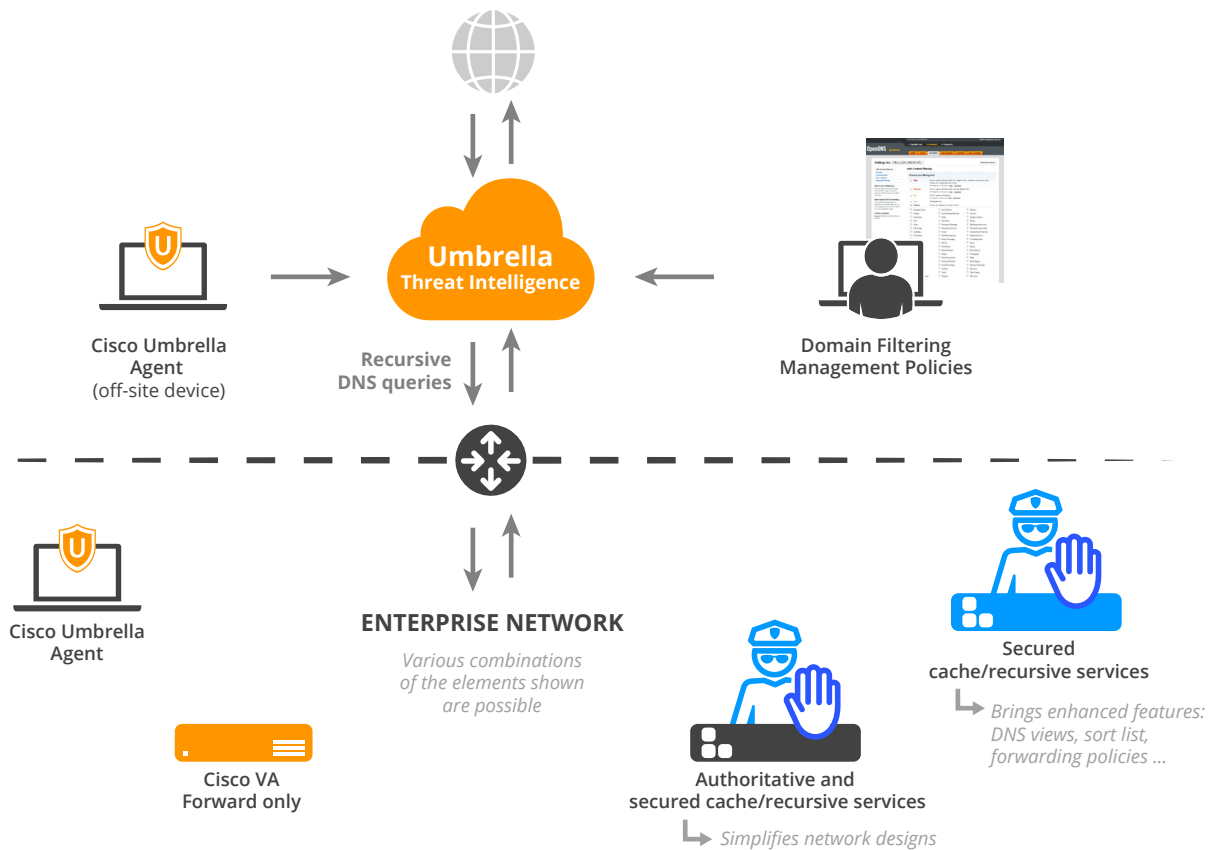 OpenDNS
Umbrella
Threat Intelligence
U
Cisco Umbrella
Agent
(off-site device)
Domain Filtering
Management Policies
Recursive
DNS queries
U
Cisco Umbrella
Agent
ENTERPRISE NETWORK
Various combinations
of the elements shown
are possible
Secured
cache/recursive services
Brings enhanced features:
DNS views, sort list,
forwarding policies ...
Cisco VA
Forward only
Authoritative and
secured cache/recursive services
Simplifies network designs